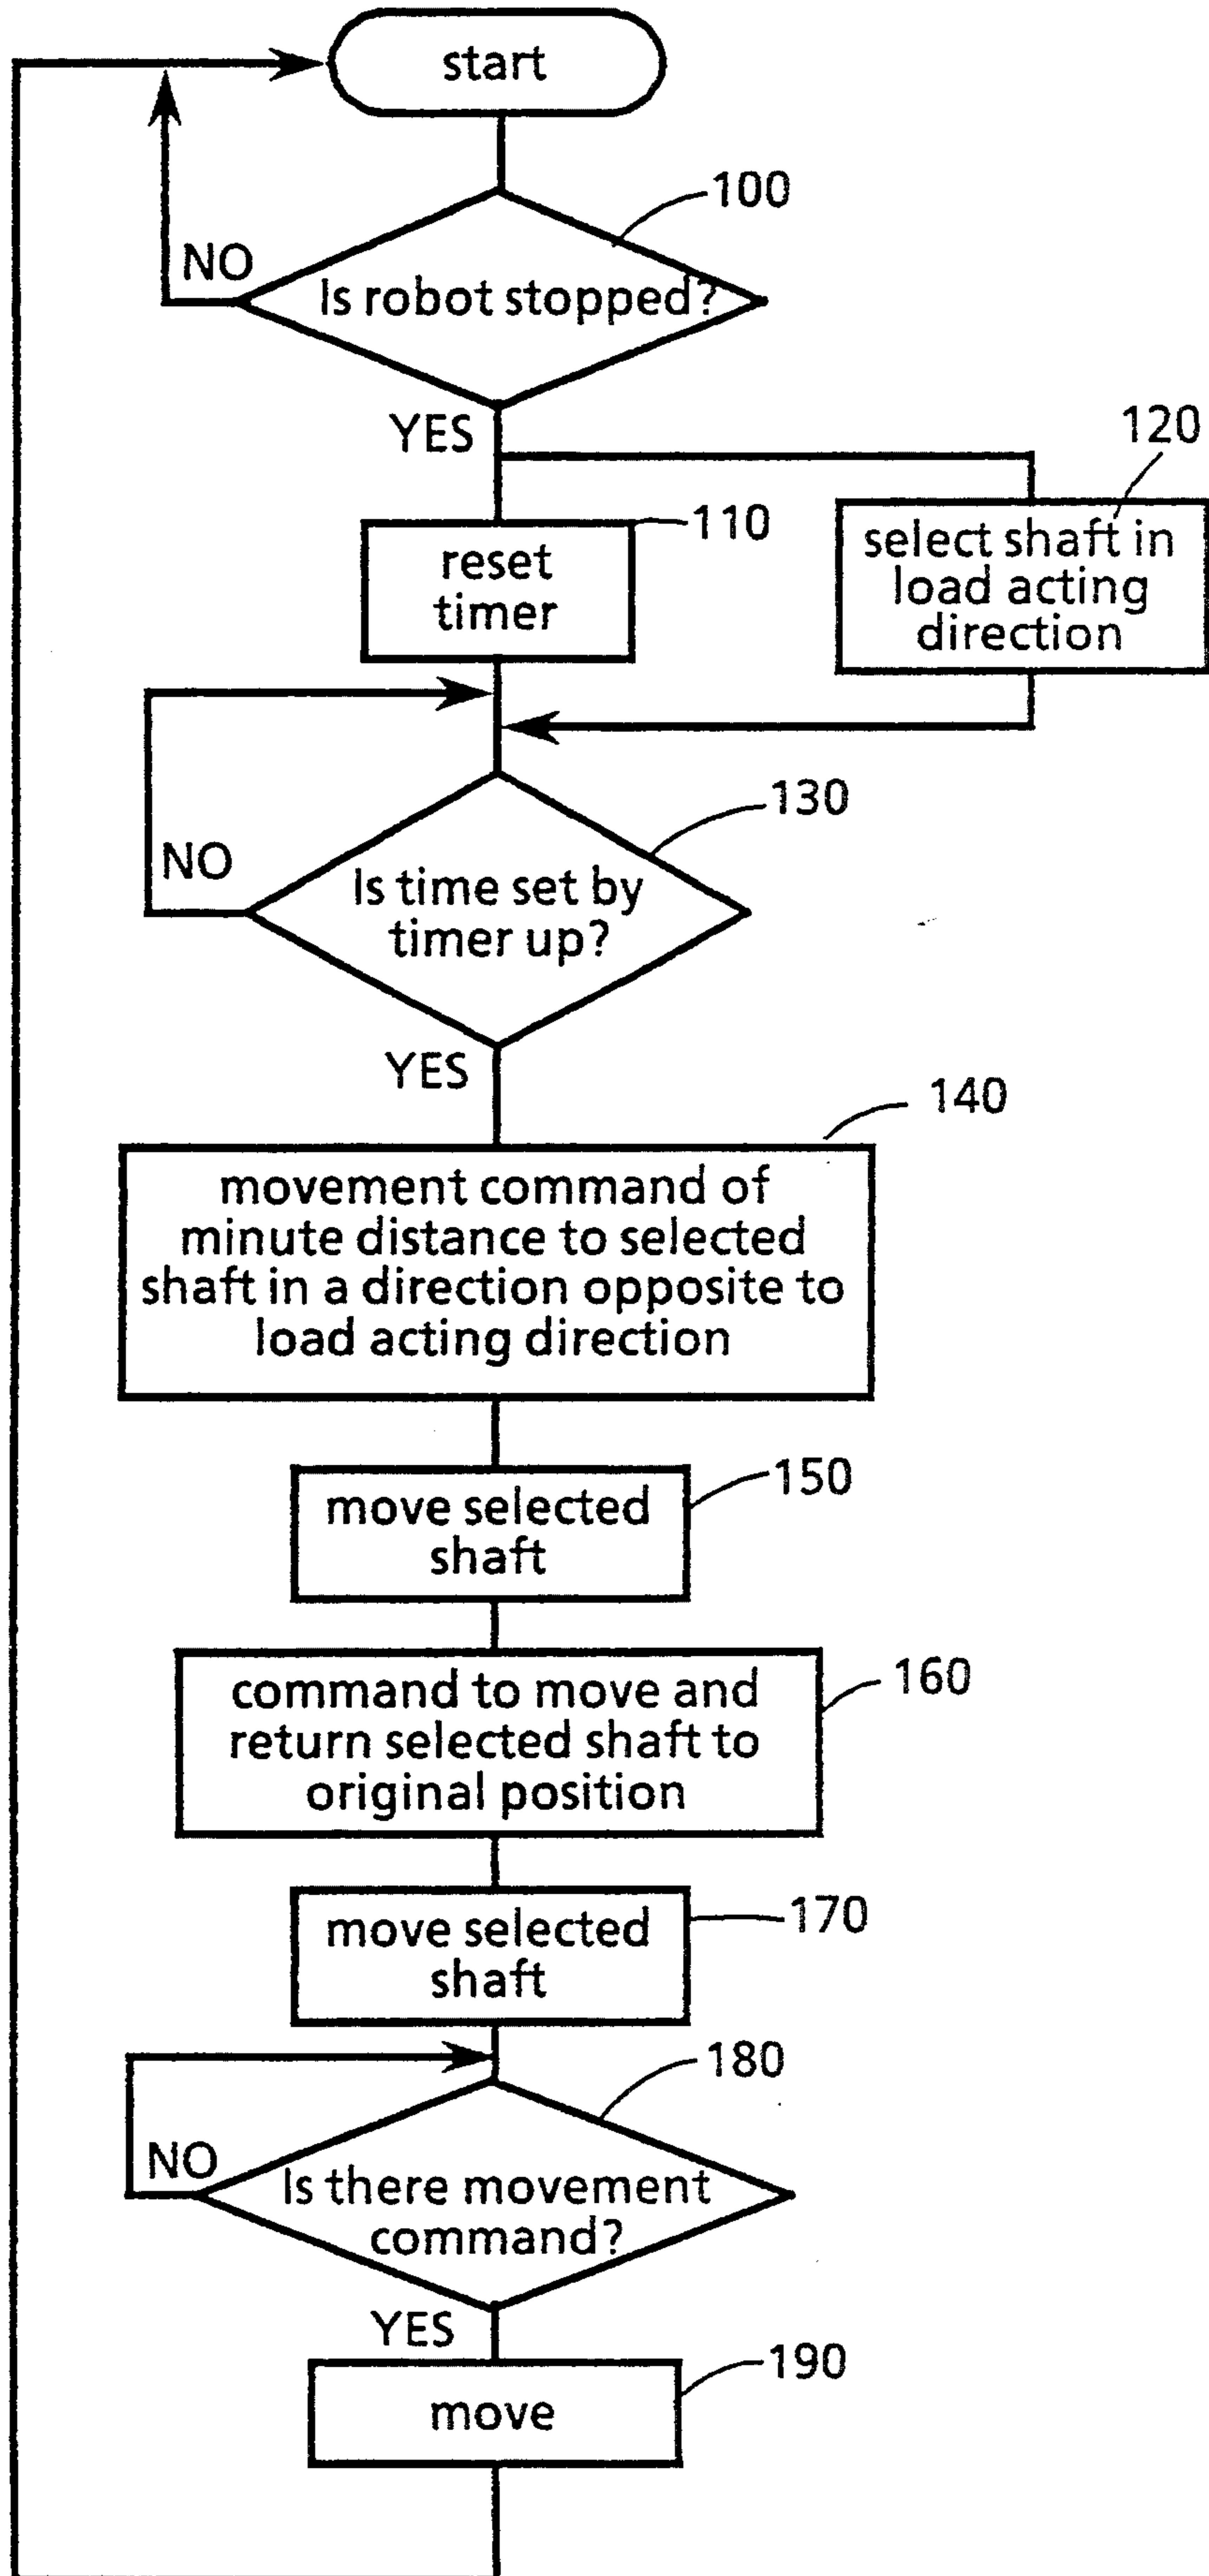 start
100
NO
Is robot stopped?
YES
120
110
reset
timer
select shaft in
load acting
direction
130
NO
Is time set by
timer up?
YES
140
movement command of
minute distance to selected
shaft in a direction opposite to
load acting direction
150
move selected
shaft
160
command to move and
return selected shaft to
original position
170
move selected
shaft
180
NO
Is there movement
command?
YES
190
move